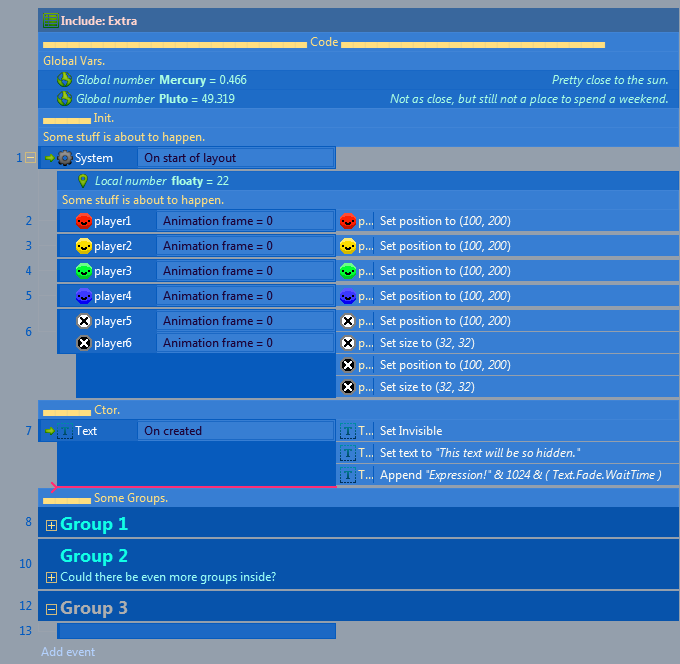 Include: Extra
Code
Global Vars.
Global number Mercury = 0.466 Pretty close to the sun.
Global number Pluto = 49.319 Not as close, but still not a place to spend a weekend.
Init.
Some stuff is about to happen.
1 System On start of layout
Local number floaty = 22
Some stuff is about to happen.
2 player1 Animation frame = 0 p... Set position to (100, 200)
3 player2 Animation frame = 0 p... Set position to (100, 200)
4 player3 Animation frame = 0 p... Set position to (100, 200)
5 player4 Animation frame = 0 p... Set position to (100, 200)
6 player5 Animation frame = 0 p... Set position to (100, 200)
player6 Animation frame = 0 p... Set size to (32, 32)
p... Set position to (100, 200)
p... Set size to (32, 32)
Ctor.
7 T Text On created T T... Set Invisible
T T... Set text to "This text will be so hidden."
T T... Append "Expression!" & 1024 & ( Text.Fade.WaitTime )
Some Groups.
8 Group 1
10 Group 2
Could there be even more groups inside?
12 Group 3
13
Add event